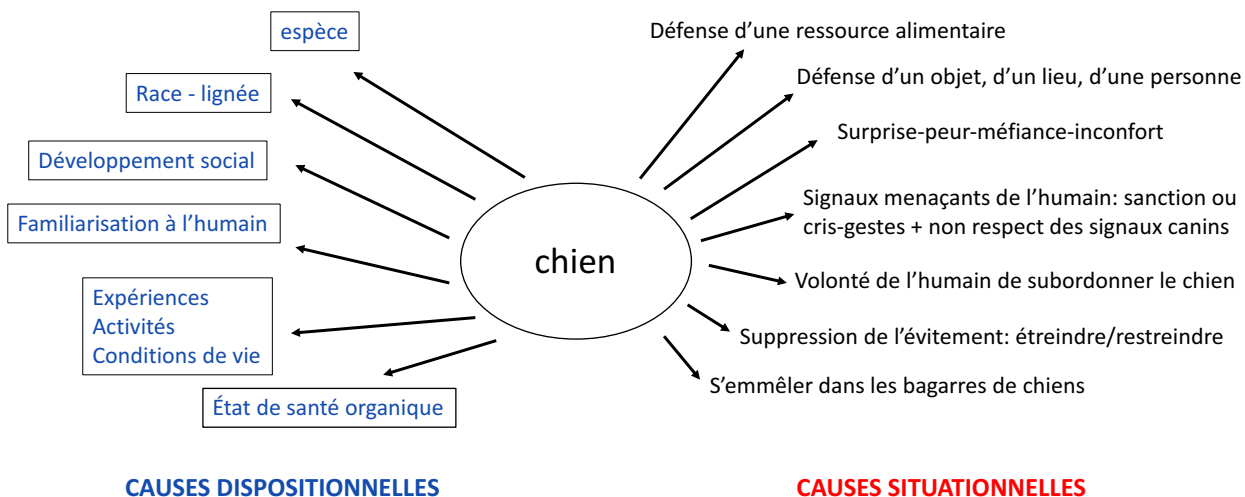 espèce
Race - lignée
Développement social
Familiarisation à l’humain
Expériences
Activités
Conditions de vie
État de santé organique
chien
Défense d’une ressource alimentaire
Défense d’un objet, d’un lieu, d’une personne
Surprise-peur-méfiance-inconfort
Signaux menaçants de l’humain: sanction ou
cris-gestes + non respect des signaux canins
Volonté de l’humain de subordonner le chien
Suppression de l’évitement: étreindre/restreindre
S’emmêler dans les bagarres de chiens
CAUSES DISPOSITIONNELLES
CAUSES SITUATIONNELLES